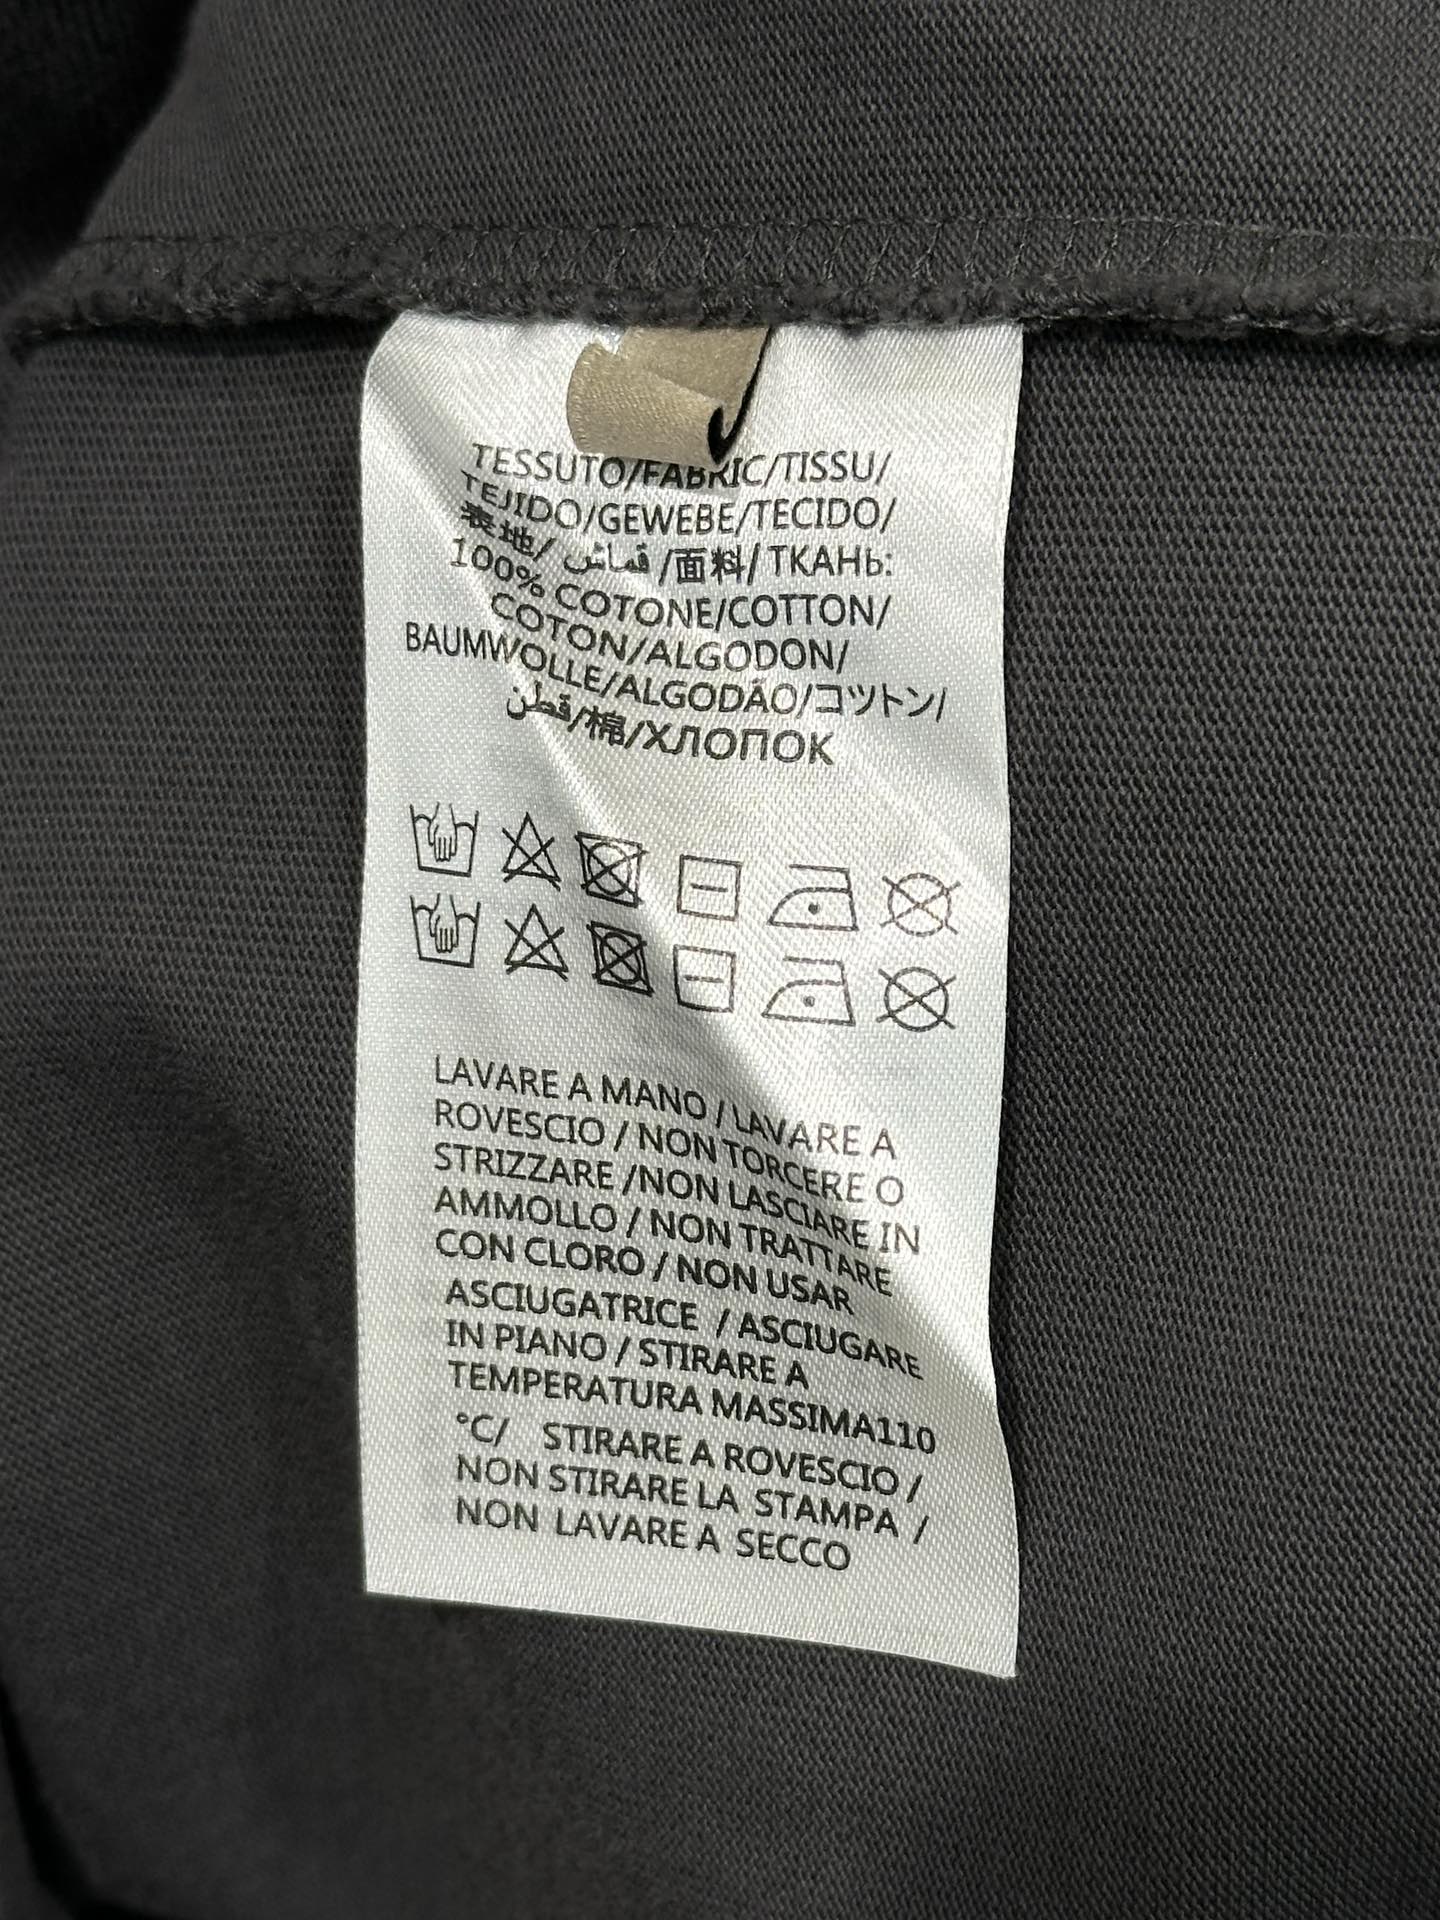 TESSUTO/FABRIC/TISSU/
TEJIDO/GEWEBE/TECIDO/
表地/ قماش /面料/ ТКАНЬ:
100% COTONE/COTTON/
COTON/ALGODON/
BAUMWOLLE/ALGODÃO/コツトン/
قطن/棉/ХЛОПОК
LAVARE A MANO / LAVARE A
ROVESCIO / NON TORCERE O
STRIZZARE /NON LASCIARE IN
AMMOLLO / NON TRATTARE
CON CLORO / NON USAR
ASCIUGATRICE / ASCIUGARE
IN PIANO / STIRARE A
TEMPERATURA MASSIMA110
°C/ STIRARE A ROVESCIO /
NON STIRARE LA STAMPA /
NON LAVARE A SECCO